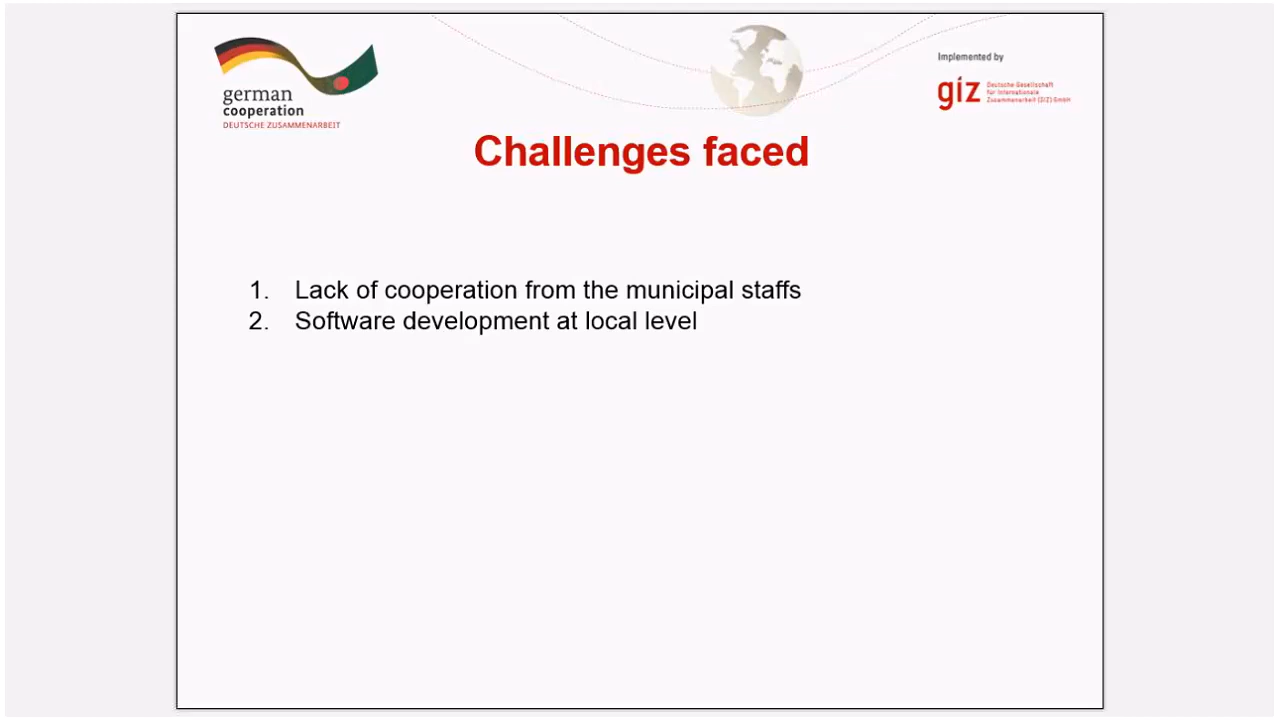 german
cooperation
DEUTSCHE ZUSAMMENARBEIT
Implemented by
giz
Deutsche Gesellschaft
für Internationale
Zusammenarbeit (GIZ) GmbH
Challenges faced
1. Lack of cooperation from the municipal staffs
2. Software development at local level